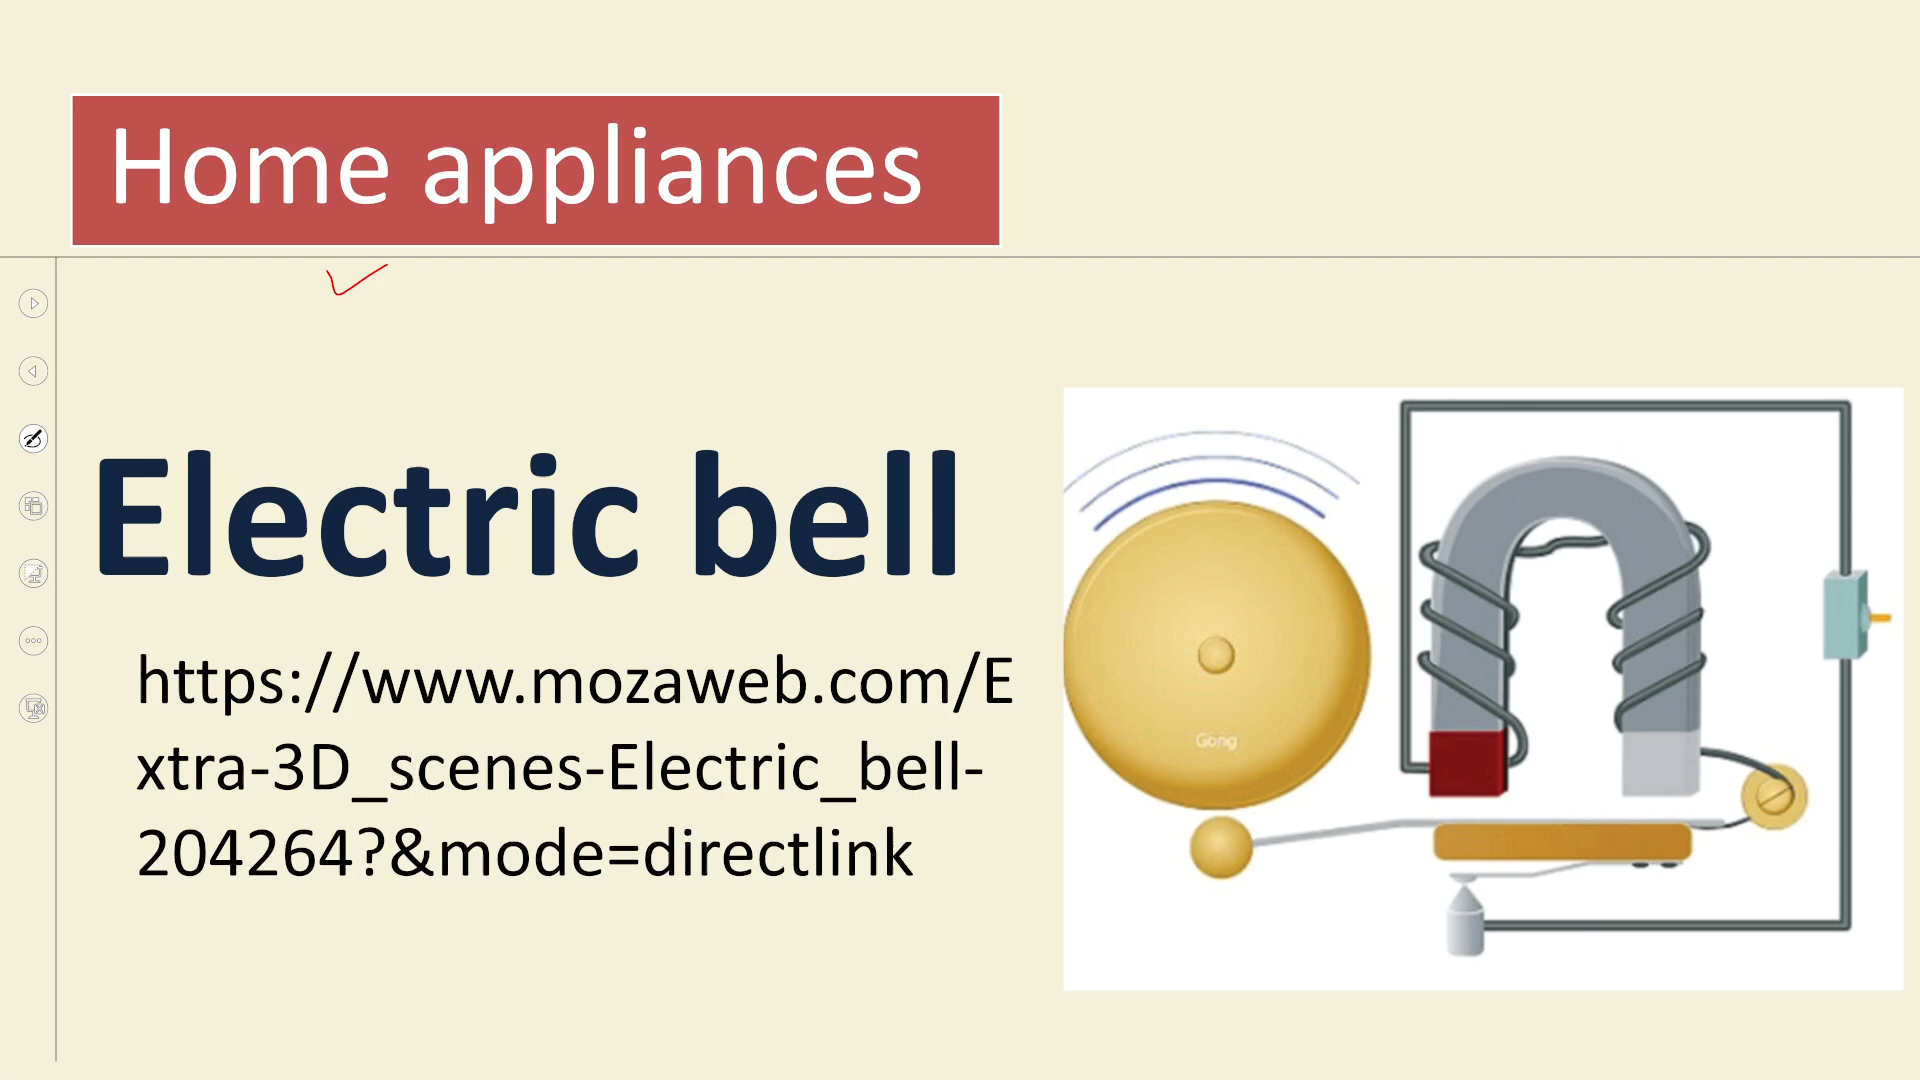 Home appliances
Electric bell
https://www.mozaweb.com/E
xtra-3D_scenes-Electric_bell-
204264?&mode=directlink
Gong